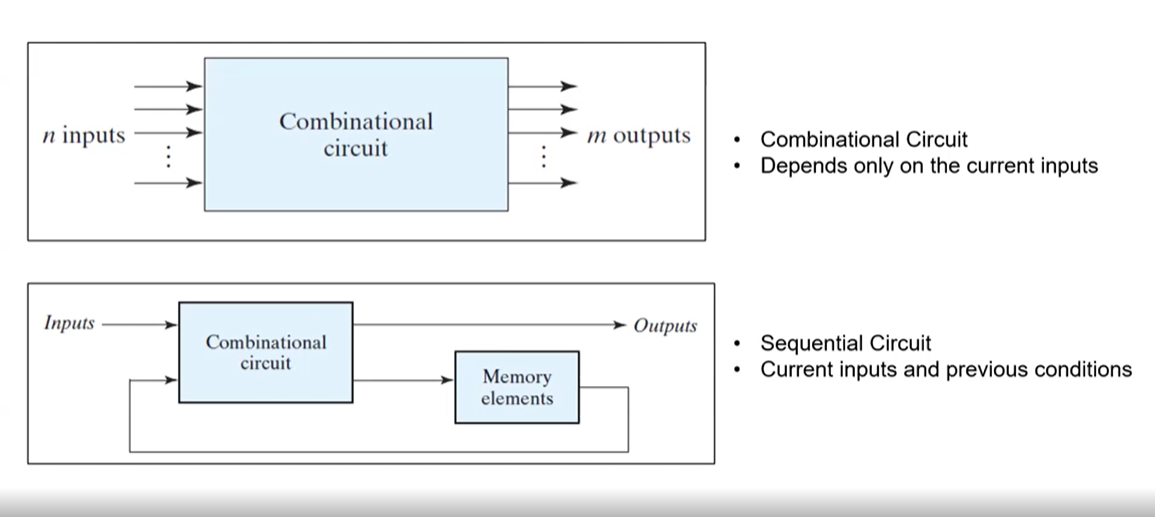 n inputs
Combinational
circuit
m outputs
• Combinational Circuit
• Depends only on the current inputs
Inputs
Combinational
circuit
Memory
elements
Outputs
• Sequential Circuit
• Current inputs and previous conditions